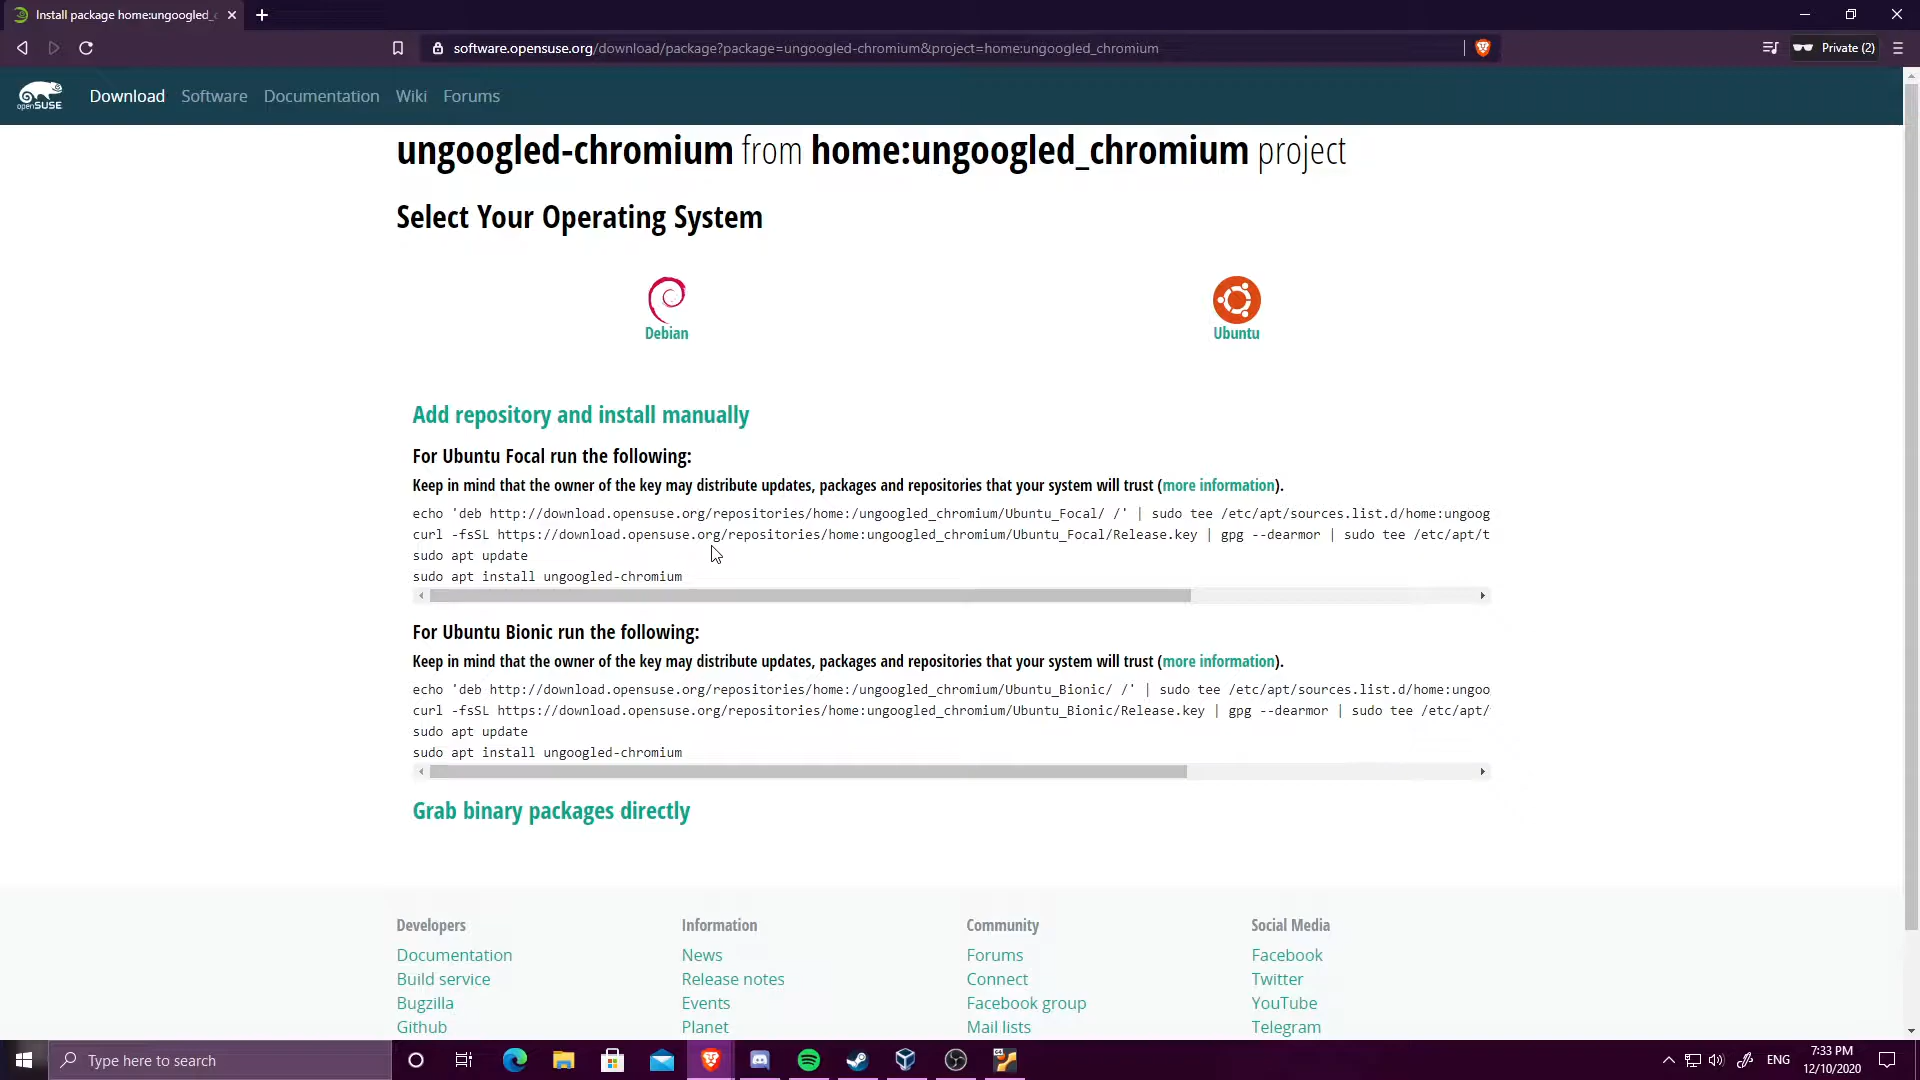 Install package home:ungoogled_c
software.opensuse.org/download/package?package=ungoogled-chromium&project=home:ungoogled_chromium
Private (2)
openSUSE
Download Software Documentation Wiki Forums
ungoogled-chromium from home:ungoogled_chromium project
Select Your Operating System
Debian
Ubuntu
Add repository and install manually
For Ubuntu Focal run the following:
Keep in mind that the owner of the key may distribute updates, packages and repositories that your system will trust (more information).
echo 'deb http://download.opensuse.org/repositories/home:/ungoogled_chromium/Ubuntu_Focal/ /' | sudo tee /etc/apt/sources.list.d/home:ungoog
curl -fsSL https://download.opensuse.org/repositories/home:ungoogled_chromium/Ubuntu_Focal/Release.key | gpg --dearmor | sudo tee /etc/apt/t
sudo apt update
sudo apt install ungoogled-chromium
For Ubuntu Bionic run the following:
Keep in mind that the owner of the key may distribute updates, packages and repositories that your system will trust (more information).
echo 'deb http://download.opensuse.org/repositories/home:/ungoogled_chromium/Ubuntu_Bionic/ /' | sudo tee /etc/apt/sources.list.d/home:ungoo
curl -fsSL https://download.opensuse.org/repositories/home:ungoogled_chromium/Ubuntu_Bionic/Release.key | gpg --dearmor | sudo tee /etc/apt/
sudo apt update
sudo apt install ungoogled-chromium
Grab binary packages directly
Developers
Documentation
Build service
Bugzilla
Github
Information
News
Release notes
Events
Planet
Community
Forums
Connect
Facebook group
Mail lists
Social Media
Facebook
Twitter
YouTube
Telegram
Type here to search
ENG
7:33 PM
12/10/2020